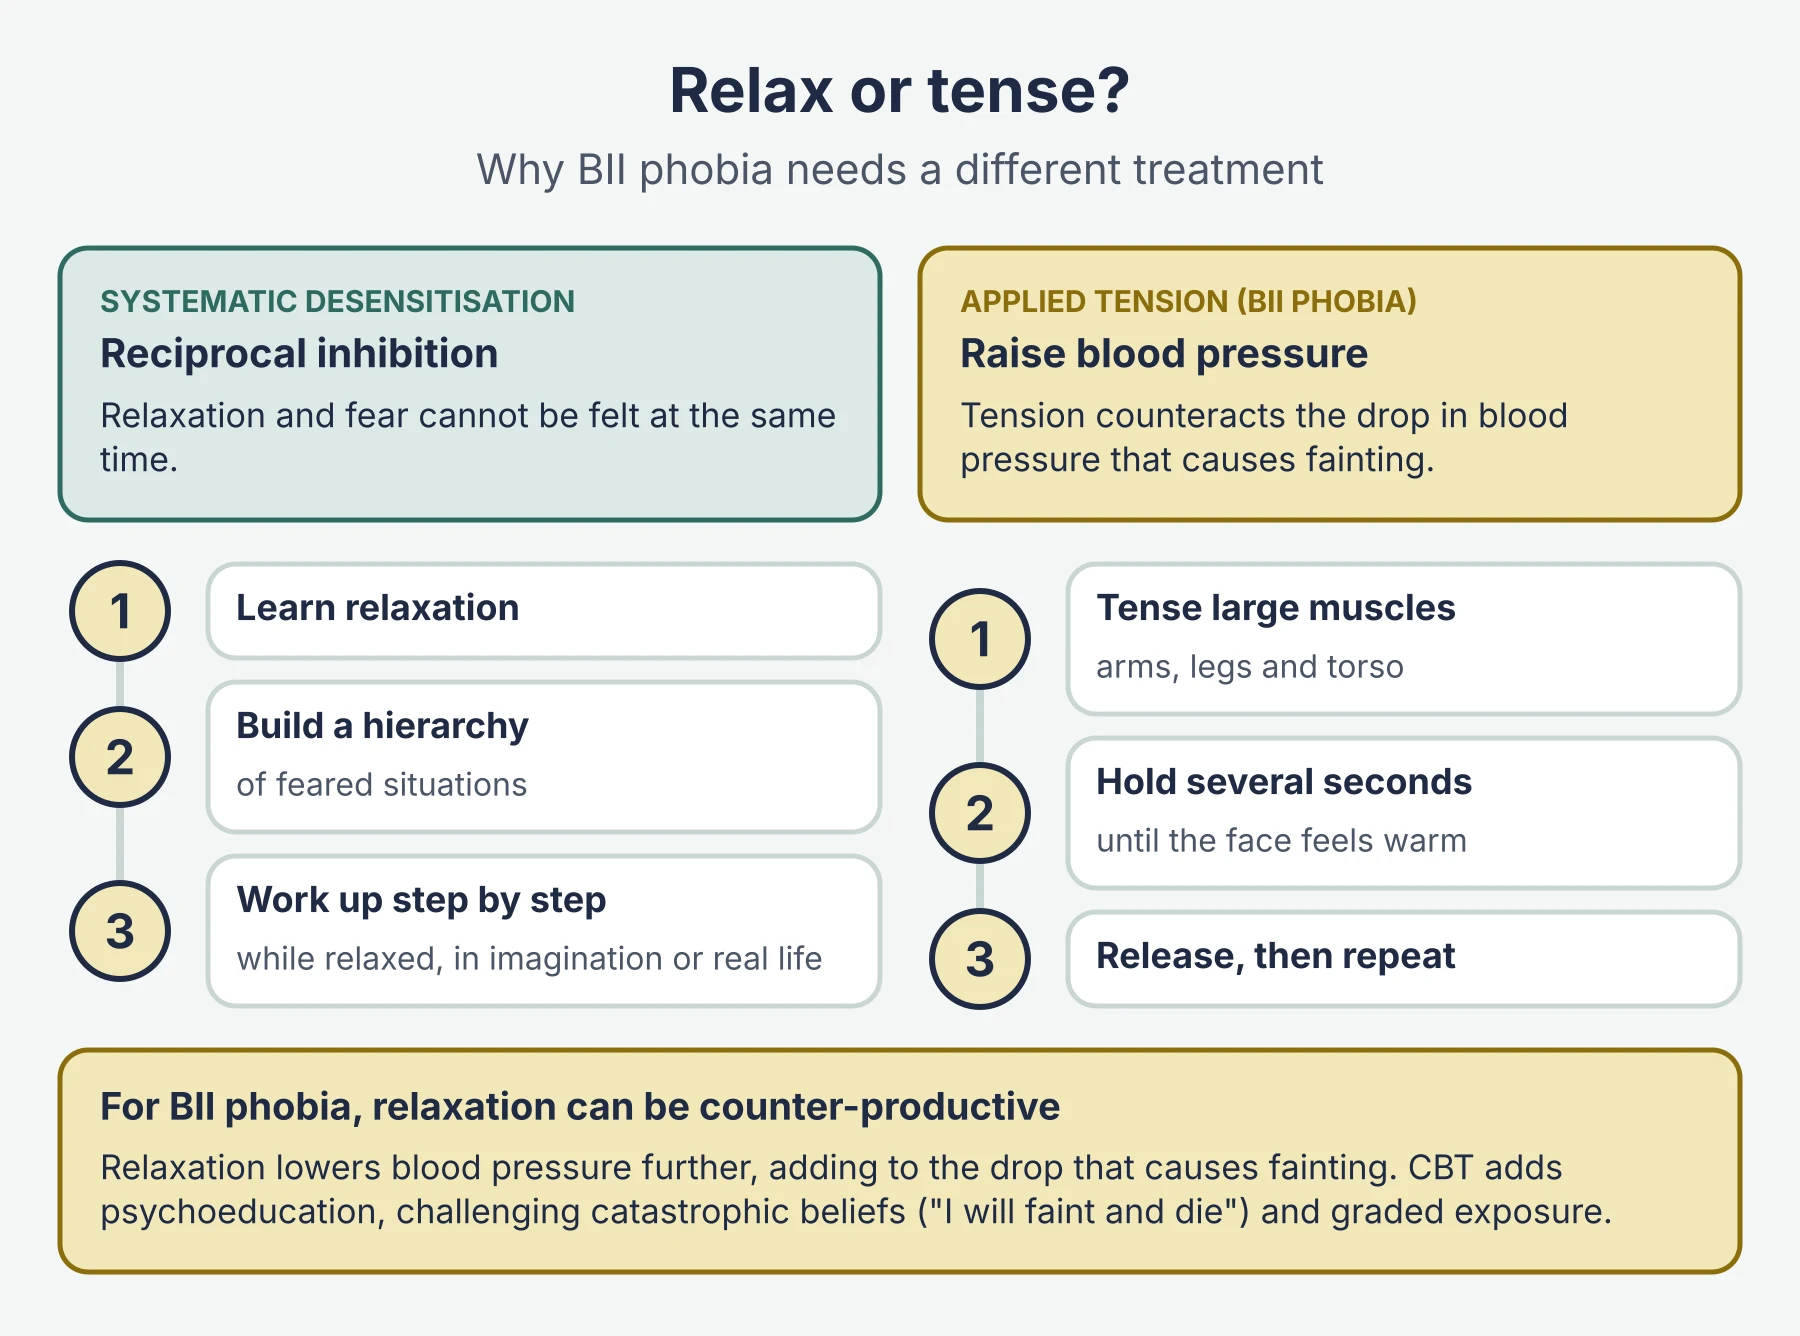 Relax or tense?
Why BII phobia needs a different treatment
SYSTEMATIC DESENSITISATION
Reciprocal inhibition
Relaxation and fear cannot be felt at the same
time.
APPLIED TENSION (BII PHOBIA)
Raise blood pressure
Tension counteracts the drop in blood
pressure that causes fainting.
1
Learn relaxation
2
Build a hierarchy
of feared situations
3
Work up step by step
while relaxed, in imagination or real life
1
Tense large muscles
arms, legs and torso
2
Hold several seconds
until the face feels warm
3
Release, then repeat
For BII phobia, relaxation can be counter-productive
Relaxation lowers blood pressure further, adding to the drop that causes fainting. CBT adds
psychoeducation, challenging catastrophic beliefs ("I will faint and die") and graded exposure.